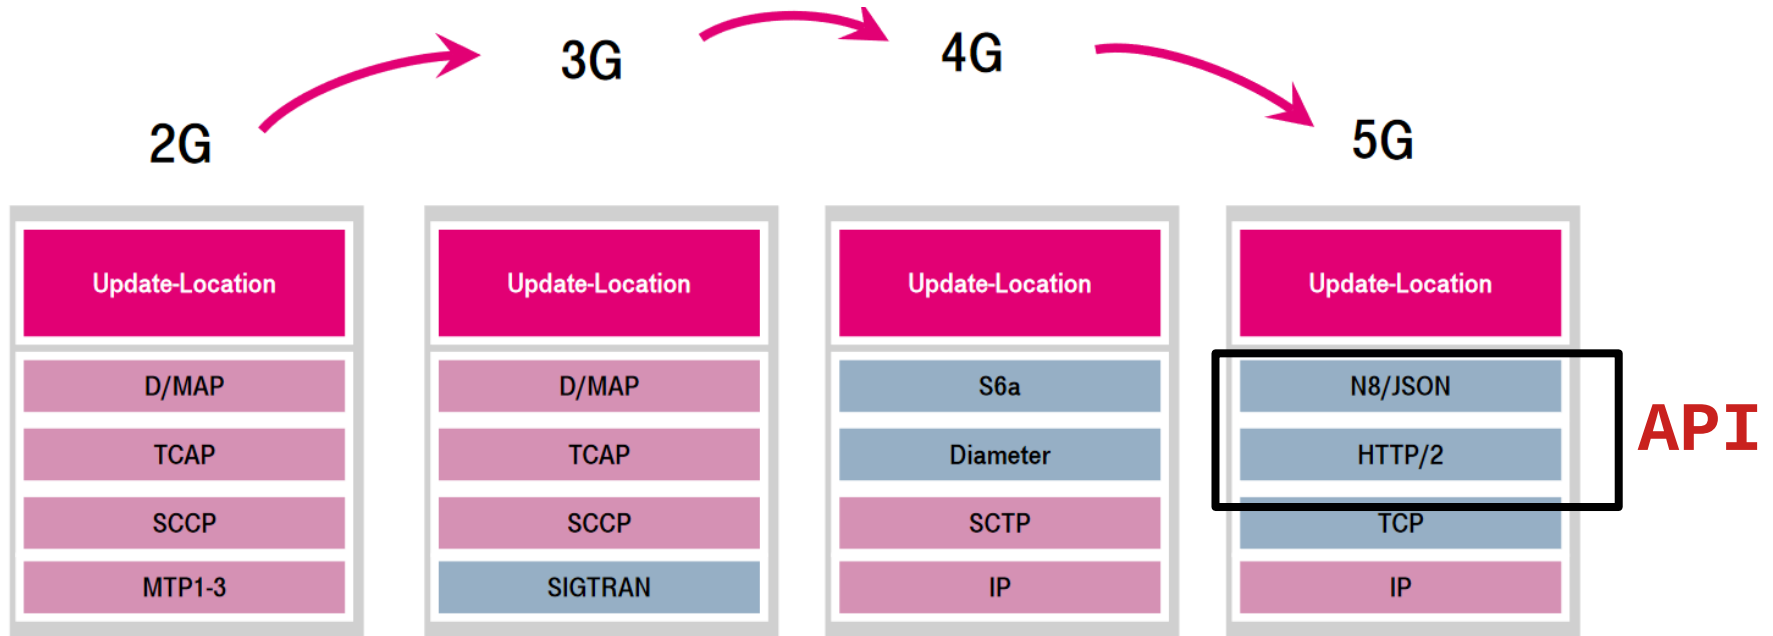 2G
3G
4G
5G
Update-Location
D/MAP
TCAP
SCCP
MTP1-3
Update-Location
D/MAP
TCAP
SCCP
SIGTRAN
Update-Location
S6a
Diameter
SCTP
IP
Update-Location
N8/JSON
HTTP/2
TCP
IP
API